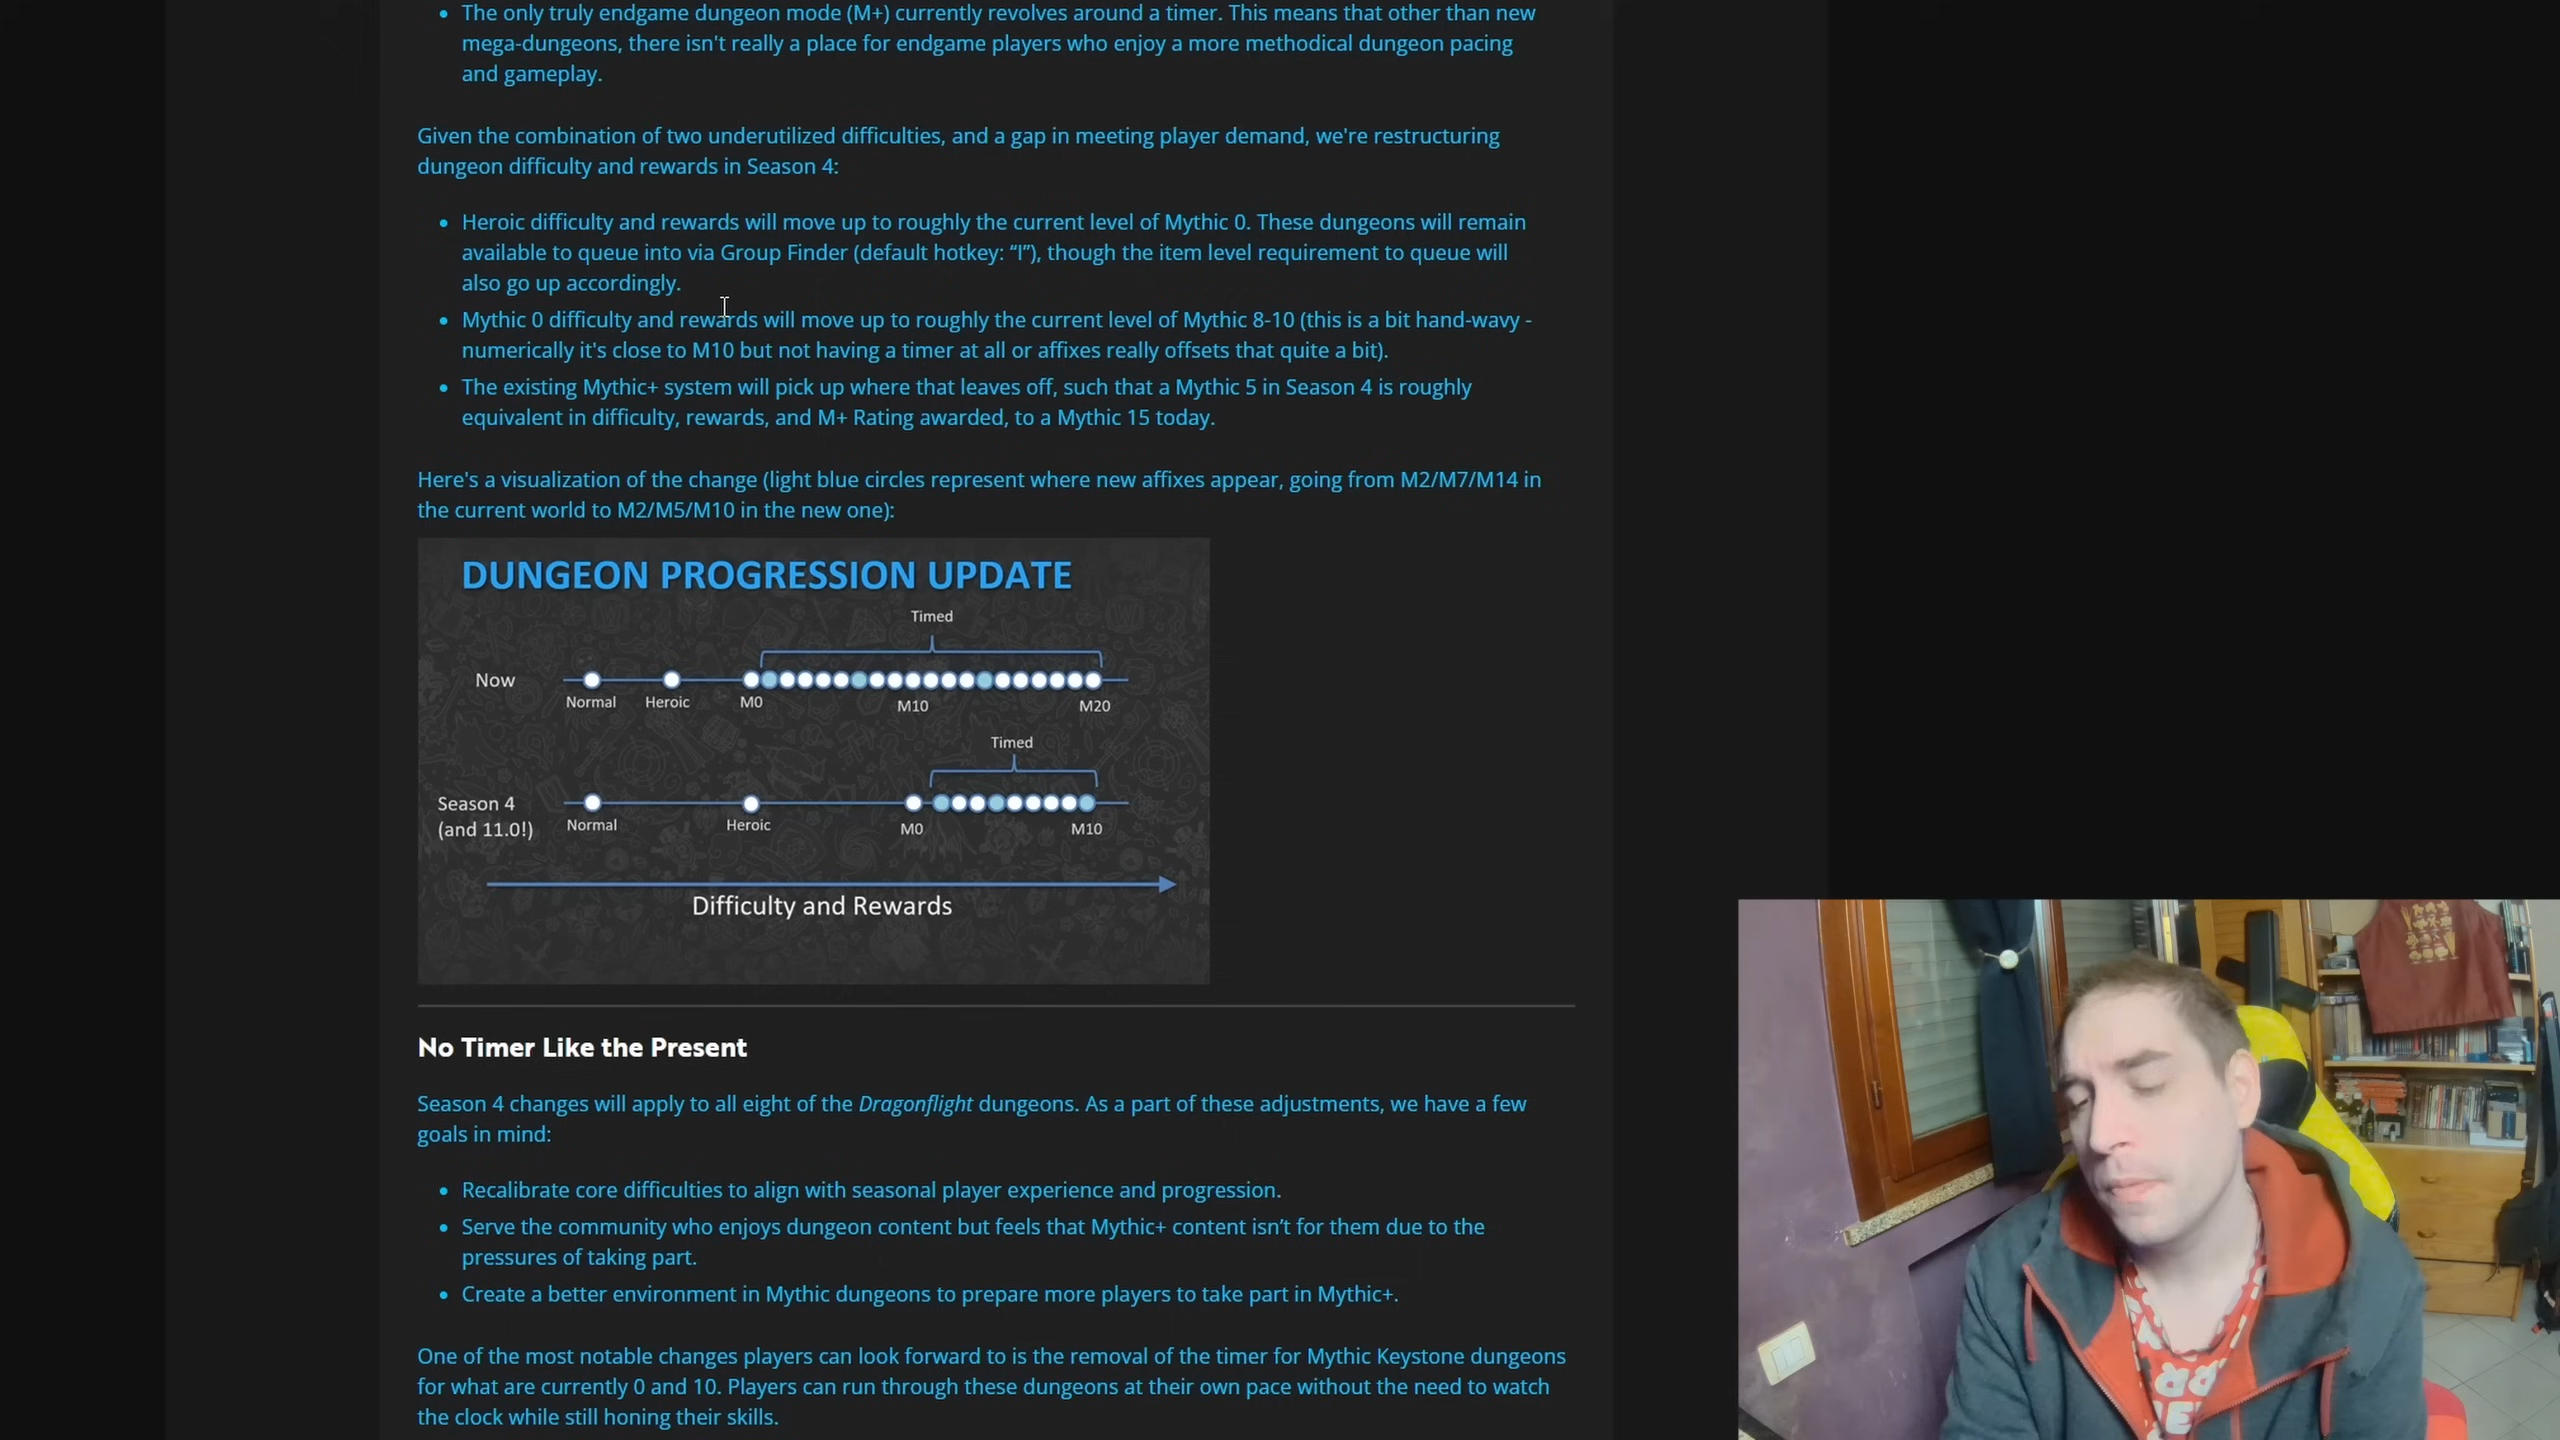 • The only truly endgame dungeon mode (M+) currently revolves around a timer. This means that other than new
mega-dungeons, there isn't really a place for endgame players who enjoy a more methodical dungeon pacing
and gameplay.
Given the combination of two underutilized difficulties, and a gap in meeting player demand, we're restructuring
dungeon difficulty and rewards in Season 4:
• Heroic difficulty and rewards will move up to roughly the current level of Mythic 0. These dungeons will remain
available to queue into via Group Finder (default hotkey: “I”), though the item level requirement to queue will
also go up accordingly.
• Mythic 0 difficulty and rewards will move up to roughly the current level of Mythic 8-10 (this is a bit hand-wavy -
numerically it's close to M10 but not having a timer at all or affixes really offsets that quite a bit).
• The existing Mythic+ system will pick up where that leaves off, such that a Mythic 5 in Season 4 is roughly
equivalent in difficulty, rewards, and M+ Rating awarded, to a Mythic 15 today.
Here's a visualization of the change (light blue circles represent where new affixes appear, going from M2/M7/M14 in
the current world to M2/M5/M10 in the new one):
DUNGEON PROGRESSION UPDATE
Timed
Now
Normal Heroic M0 M10 M20
Timed
Season 4
(and 11.0!)
Normal Heroic M0 M10
Difficulty and Rewards
No Timer Like the Present
Season 4 changes will apply to all eight of the Dragonflight dungeons. As a part of these adjustments, we have a few
goals in mind:
• Recalibrate core difficulties to align with seasonal player experience and progression.
• Serve the community who enjoys dungeon content but feels that Mythic+ content isn’t for them due to the
pressures of taking part.
• Create a better environment in Mythic dungeons to prepare more players to take part in Mythic+.
One of the most notable changes players can look forward to is the removal of the timer for Mythic Keystone dungeons
for what are currently 0 and 10. Players can run through these dungeons at their own pace without the need to watch
the clock while still honing their skills.